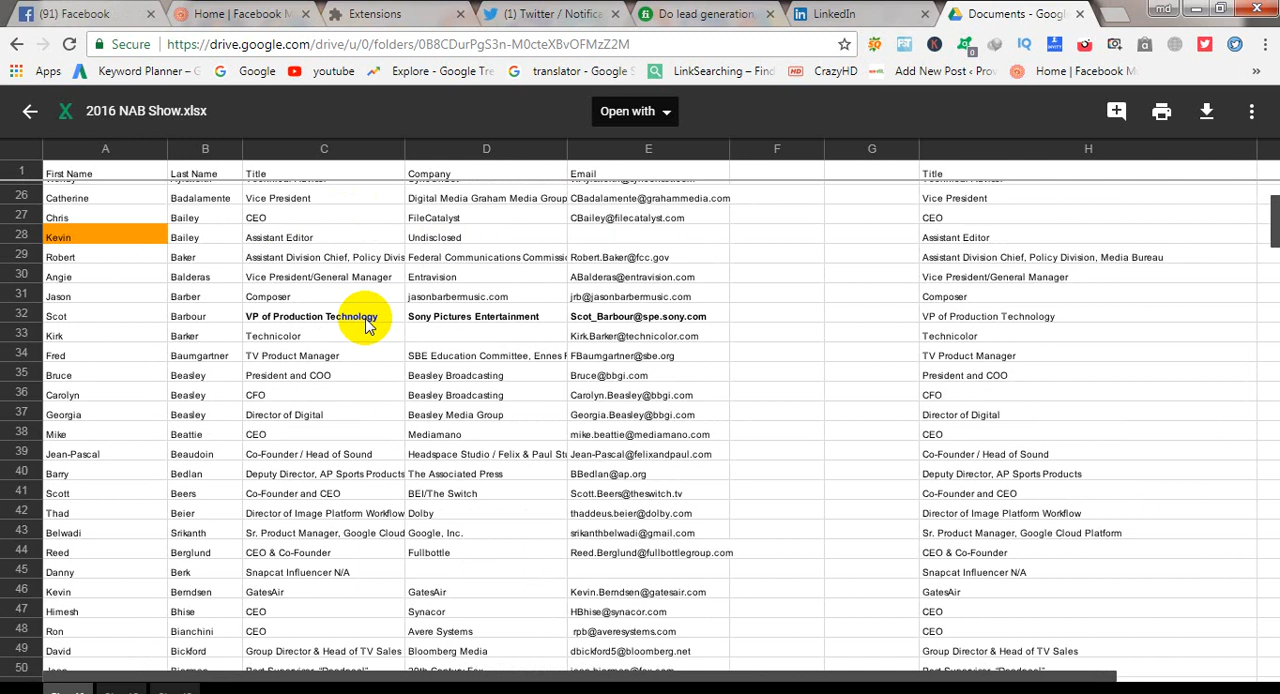 (91) Facebook
Home | Facebook M
Extensions
(1) Twitter / Notifica
Do lead generation,
LinkedIn
Documents - Goog
md
Secure https://drive.google.com/drive/u/0/folders/0B8CDurPgS3n-M0cteXBvOFMzZ2M
Apps Keyword Planner – Google youtube Explore - Google Tre translator - Google S LinkSearching – Find CrazyHD Add New Post ‹ Prov Home | Facebook M
2016 NAB Show.xlsx Open with
A B C D E F G H
1 First Name Last Name Title Company Email Title
26 Catherine Badalamente Vice President Digital Media Graham Media Group CBadalamente@grahammedia.com Vice President
27 Chris Bailey CEO FileCatalyst CBailey@filecatalyst.com CEO
28 Kevin Bailey Assistant Editor Undisclosed Assistant Editor
29 Robert Baker Assistant Division Chief, Policy Divis Federal Communications Commissio Robert.Baker@fcc.gov Assistant Division Chief, Policy Division, Media Bureau
30 Angie Balderas Vice President/General Manager Entravision ABalderas@entravision.com Vice President/General Manager
31 Jason Barber Composer jasonbarbermusic.com jrb@jasonbarbermusic.com Composer
32 Scot Barbour VP of Production Technology Sony Pictures Entertainment Scot_Barbour@spe.sony.com VP of Production Technology
33 Kirk Barker Technicolor Kirk.Barker@technicolor.com Technicolor
34 Fred Baumgartner TV Product Manager SBE Education Committee, Ennes F FBaumgartner@sbe.org TV Product Manager
35 Bruce Beasley President and COO Beasley Broadcasting Bruce@bbgi.com President and COO
36 Carolyn Beasley CFO Beasley Broadcasting Carolyn.Beasley@bbgi.com CFO
37 Georgia Beasley Director of Digital Beasley Media Group Georgia.Beasley@bbgi.com Director of Digital
38 Mike Beattie CEO Mediamano mike.beattie@mediamano.com CEO
39 Jean-Pascal Beaudoin Co-Founder / Head of Sound Headspace Studio / Felix & Paul Stu Jean-Pascal@felixandpaul.com Co-Founder / Head of Sound
40 Barry Bedlan Deputy Director, AP Sports Products The Associated Press BBedlan@ap.org Deputy Director, AP Sports Products
41 Scott Beers Co-Founder and CEO BEI/The Switch Scott.Beers@theswitch.tv Co-Founder and CEO
42 Thad Beier Director of Image Platform Workflow Dolby thaddeus.beier@dolby.com Director of Image Platform Workflow
43 Belwadi Srikanth Sr. Product Manager, Google Cloud Google, Inc. srikanthbelwadi@gmail.com Sr. Product Manager, Google Cloud Platform
44 Reed Berglund CEO & Co-Founder Fullbottle Reed.Berglund@fullbottlegroup.com CEO & Co-Founder
45 Danny Berk Snapcat Influencer N/A Snapcat Influencer N/A
46 Kevin Berndsen GatesAir GatesAir Kevin.Berndsen@gatesair.com GatesAir
47 Himesh Bhise CEO Synacor HBhise@synacor.com CEO
48 Ron Bianchini CEO Avere Systems rpb@averesystems.com CEO
49 David Bickford Group Director & Head of TV Sales Bloomberg Media dbickford5@bloomberg.net Group Director & Head of TV Sales
50